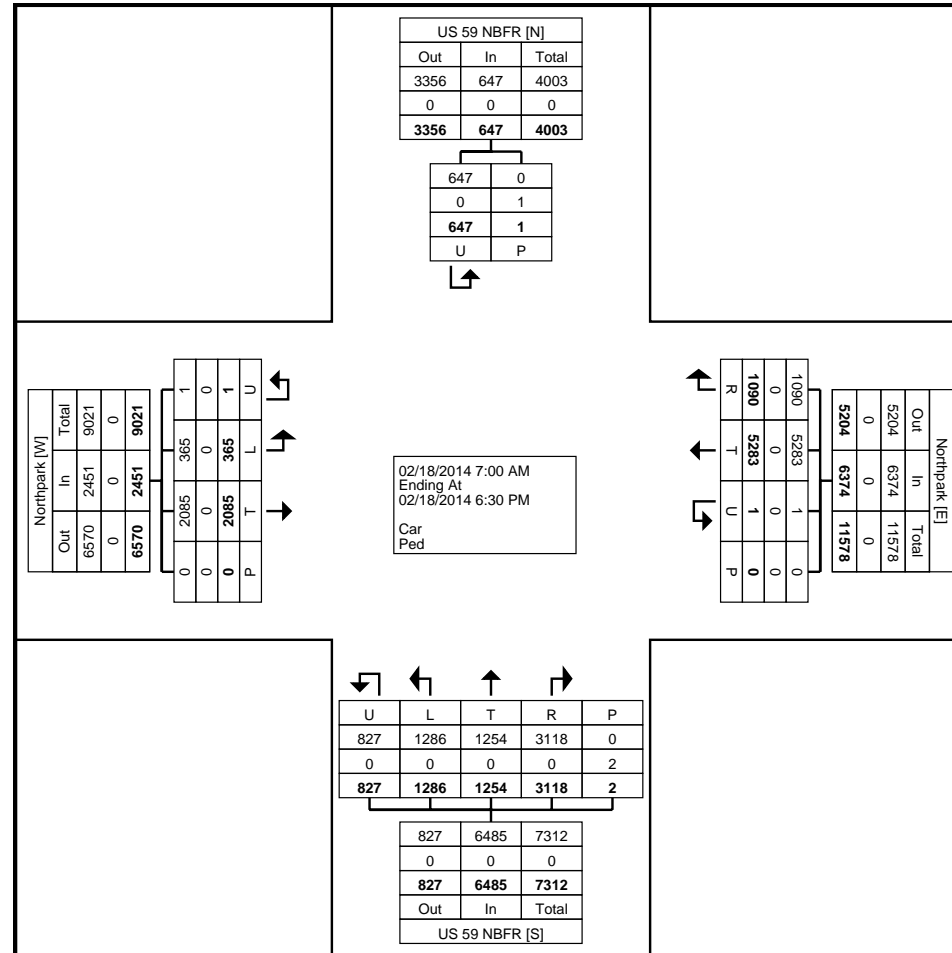 US 59 NBFR [N]
Out In Total
3356 647 4003
0 0 0
3356 647 4003
647 0
0 1
647 1
U P
Northpark [W]
Out In Total
6570 2451 9021
0 0 0
6570 2451 9021
0 2085 365 1
0 0 0 0
0 2085 365 1
P T L U
02/18/2014 7:00 AM
Ending At
02/18/2014 6:30 PM
Car
Ped
R T U P
1090 5283 1 0
0 0 0 0
1090 5283 1 0
Northpark [E]
Out In Total
5204 6374 11578
0 0 0
5204 6374 11578
U L T R P
827 1286 1254 3118 0
0 0 0 0 2
827 1286 1254 3118 2
827 6485 7312
0 0 0
827 6485 7312
Out In Total
US 59 NBFR [S]